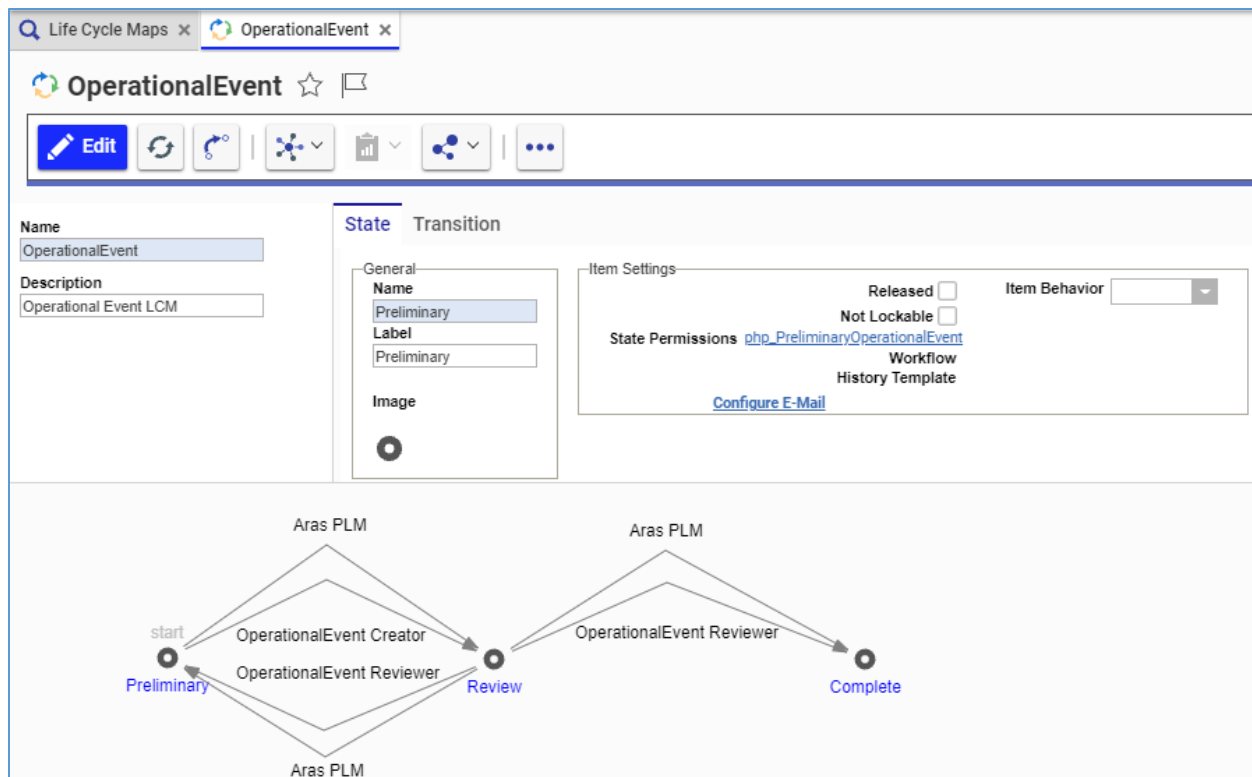 Life Cycle Maps
OperationalEvent
OperationalEvent
Edit
Name
OperationalEvent
Description
Operational Event LCM
State Transition
General
Name
Preliminary
Label
Preliminary
Image
Item Settings
Released
Not Lockable
State Permissions php_PreliminaryOperationalEvent
Workflow
History Template
Configure E-Mail
Item Behavior
Aras PLM
Aras PLM
start
OperationalEvent Creator
OperationalEvent Reviewer
OperationalEvent Reviewer
Preliminary
Review
Complete
Aras PLM